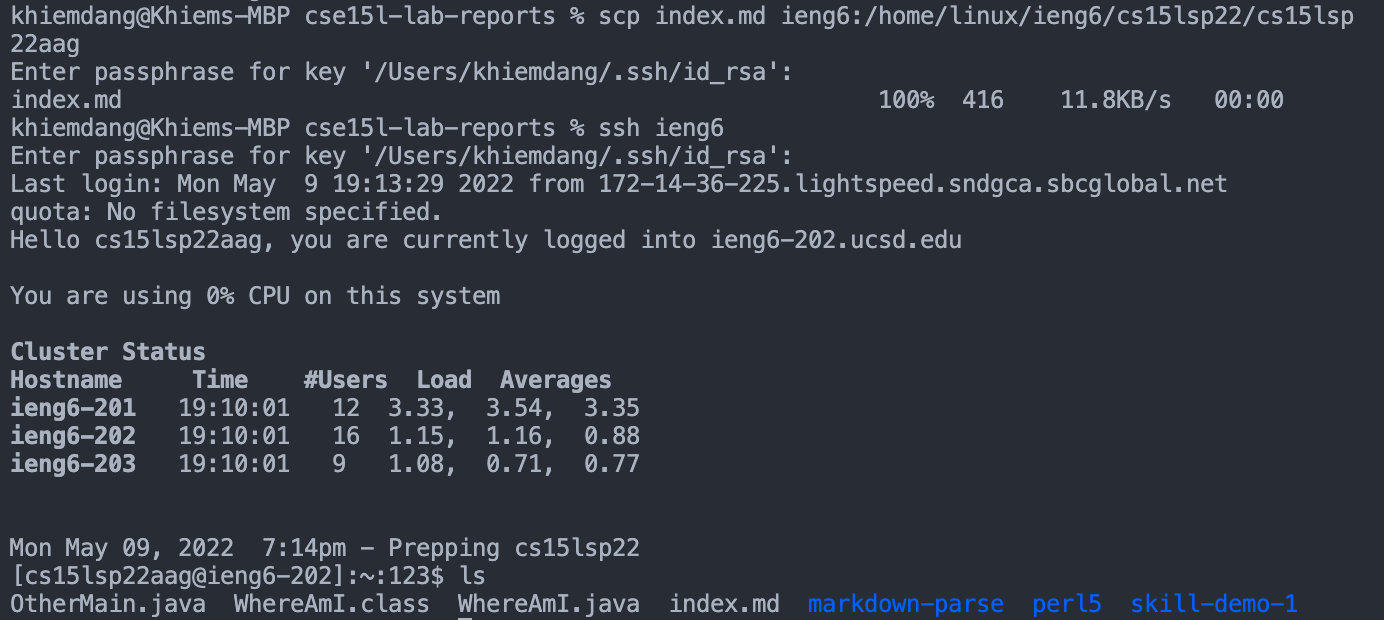 khiemdang@Khiems-MBP cse15l-lab-reports % scp index.md ieng6:/home/linux/ieng6/cs15lsp22/cs15lsp
22aag
Enter passphrase for key '/Users/khiemdang/.ssh/id_rsa':
index.md 100% 416 11.8KB/s 00:00
khiemdang@Khiems-MBP cse15l-lab-reports % ssh ieng6
Enter passphrase for key '/Users/khiemdang/.ssh/id_rsa':
Last login: Mon May  9 19:13:29 2022 from 172-14-36-225.lightspeed.sndgca.sbcglobal.net
quota: No filesystem specified.
Hello cs15lsp22aag, you are currently logged into ieng6-202.ucsd.edu
You are using 0% CPU on this system
Cluster Status
Hostname Time #Users Load Averages
ieng6-201 19:10:01 12 3.33, 3.54, 3.35
ieng6-202 19:10:01 16 1.15, 1.16, 0.88
ieng6-203 19:10:01 9 1.08, 0.71, 0.77
Mon May 09, 2022  7:14pm - Prepping cs15lsp22
[cs15lsp22aag@ieng6-202]:~:123$ ls
OtherMain.java WhereAmI.class WhereAmI.java index.md markdown-parse perl5 skill-demo-1